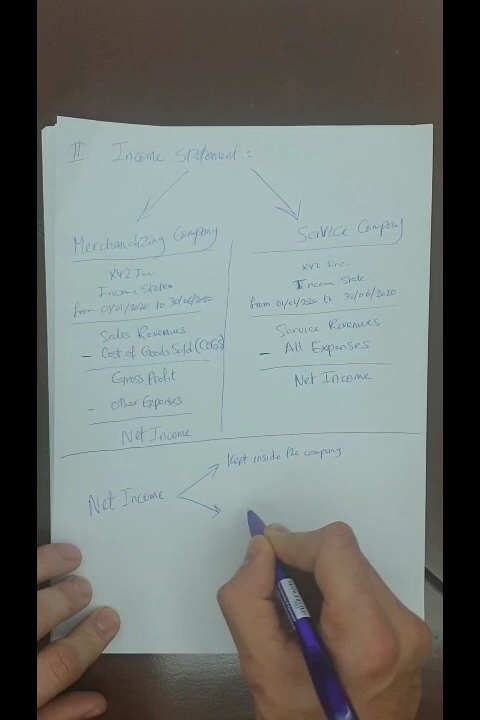 II. Income Statement:
Merchandizing Company
XYZ Inc.
Income State
from 01/01/2020 to 30/06/2020
Sales Revenues
- Cost of Goods Sold (COGS)
Gross Profit
- other Expenses
Net Income
Service Company
XYZ Inc.
Income State.
from 01/01/2020 to 30/06/2020
Service Revenues
- All Expenses
Net Income
Net Income
Kept inside the company